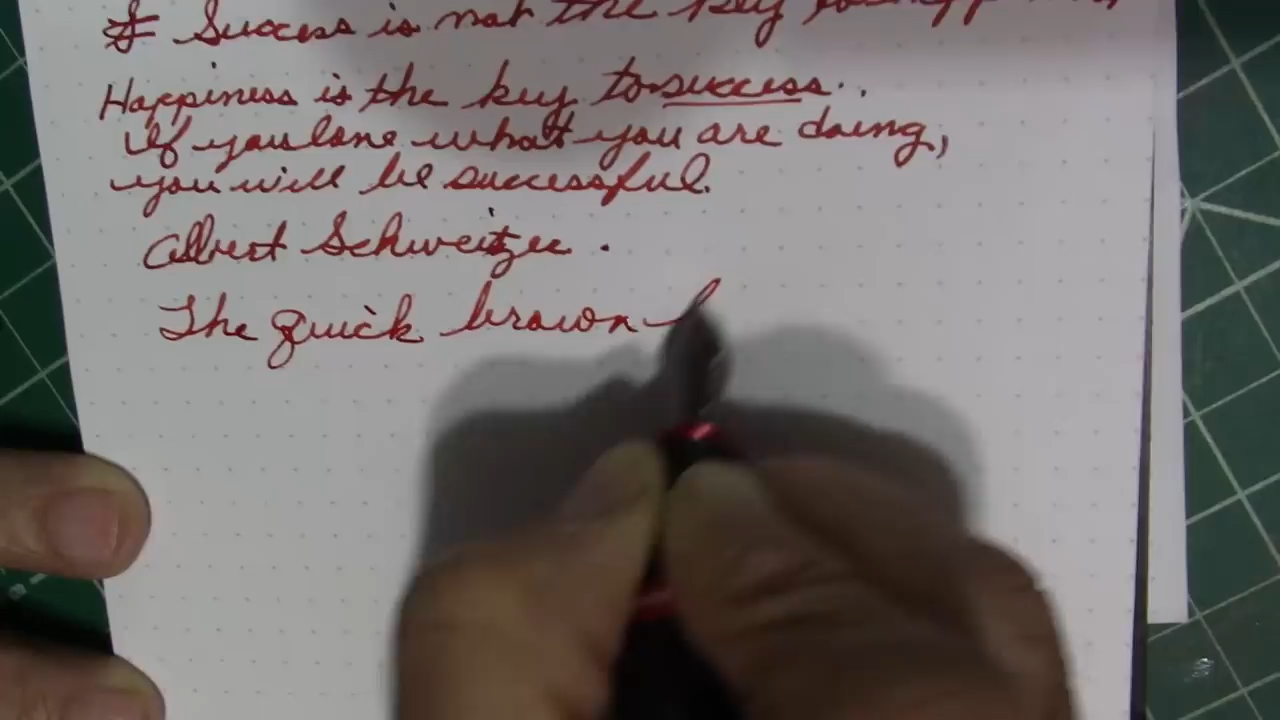 Success is not the key
Happiness is the key to success..
If you love what you are doing,
you will be successful.
Albert Schweitzer.
The quick brown